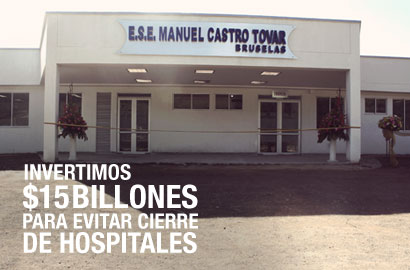 E.S.E. MANUEL CASTRO TOVAR
BRUSELAS
INVERTIMOS
$15 BILLONES
PARA EVITAR CIERRE
DE HOSPITALES